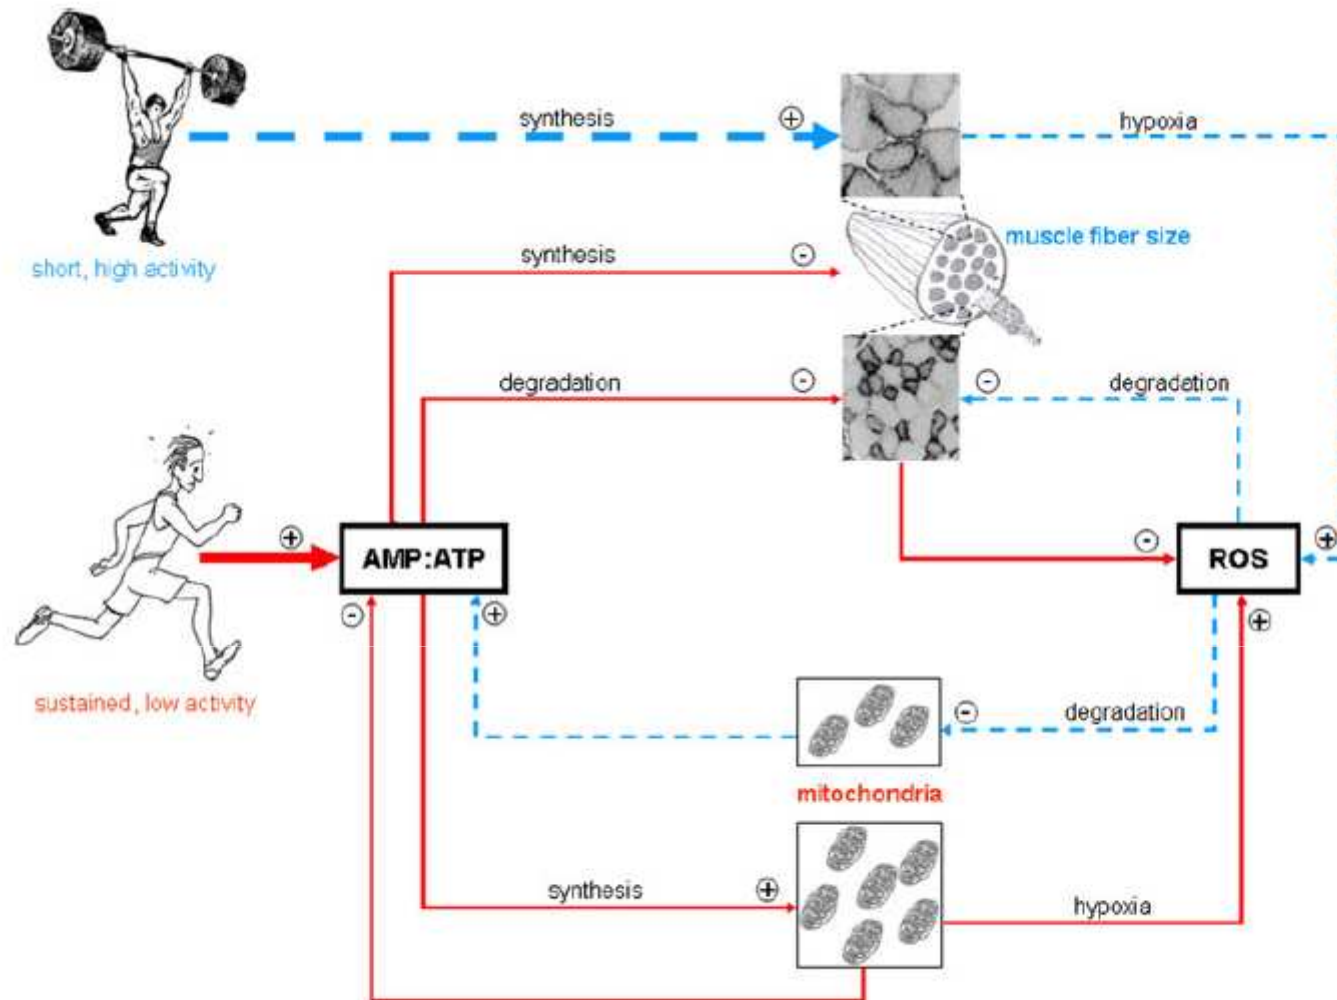 synthesis
+
hypoxia
muscle fiber size
short, high activity
synthesis
-
degradation
-
-
degradation
+
AMP:ATP
-
ROS
+
-
+
+
sustained, low activity
-
degradation
mitochondria
synthesis
+
hypoxia